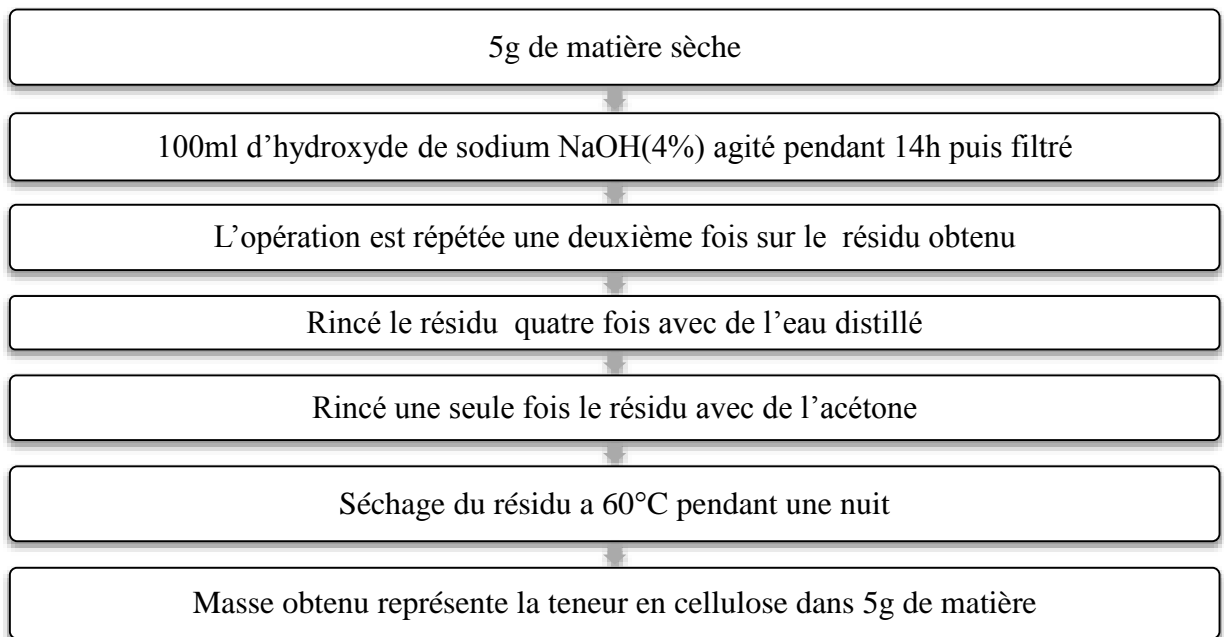 5g de matière sèche
100ml d’hydroxyde de sodium NaOH(4%) agité pendant 14h puis filtré
L’opération est répétée une deuxième fois sur le résidu obtenu
Rincé le résidu quatre fois avec de l’eau distillé
Rincé une seule fois le résidu avec de l’acétone
Séchage du résidu a 60°C pendant une nuit
Masse obtenu représente la teneur en cellulose dans 5g de matière